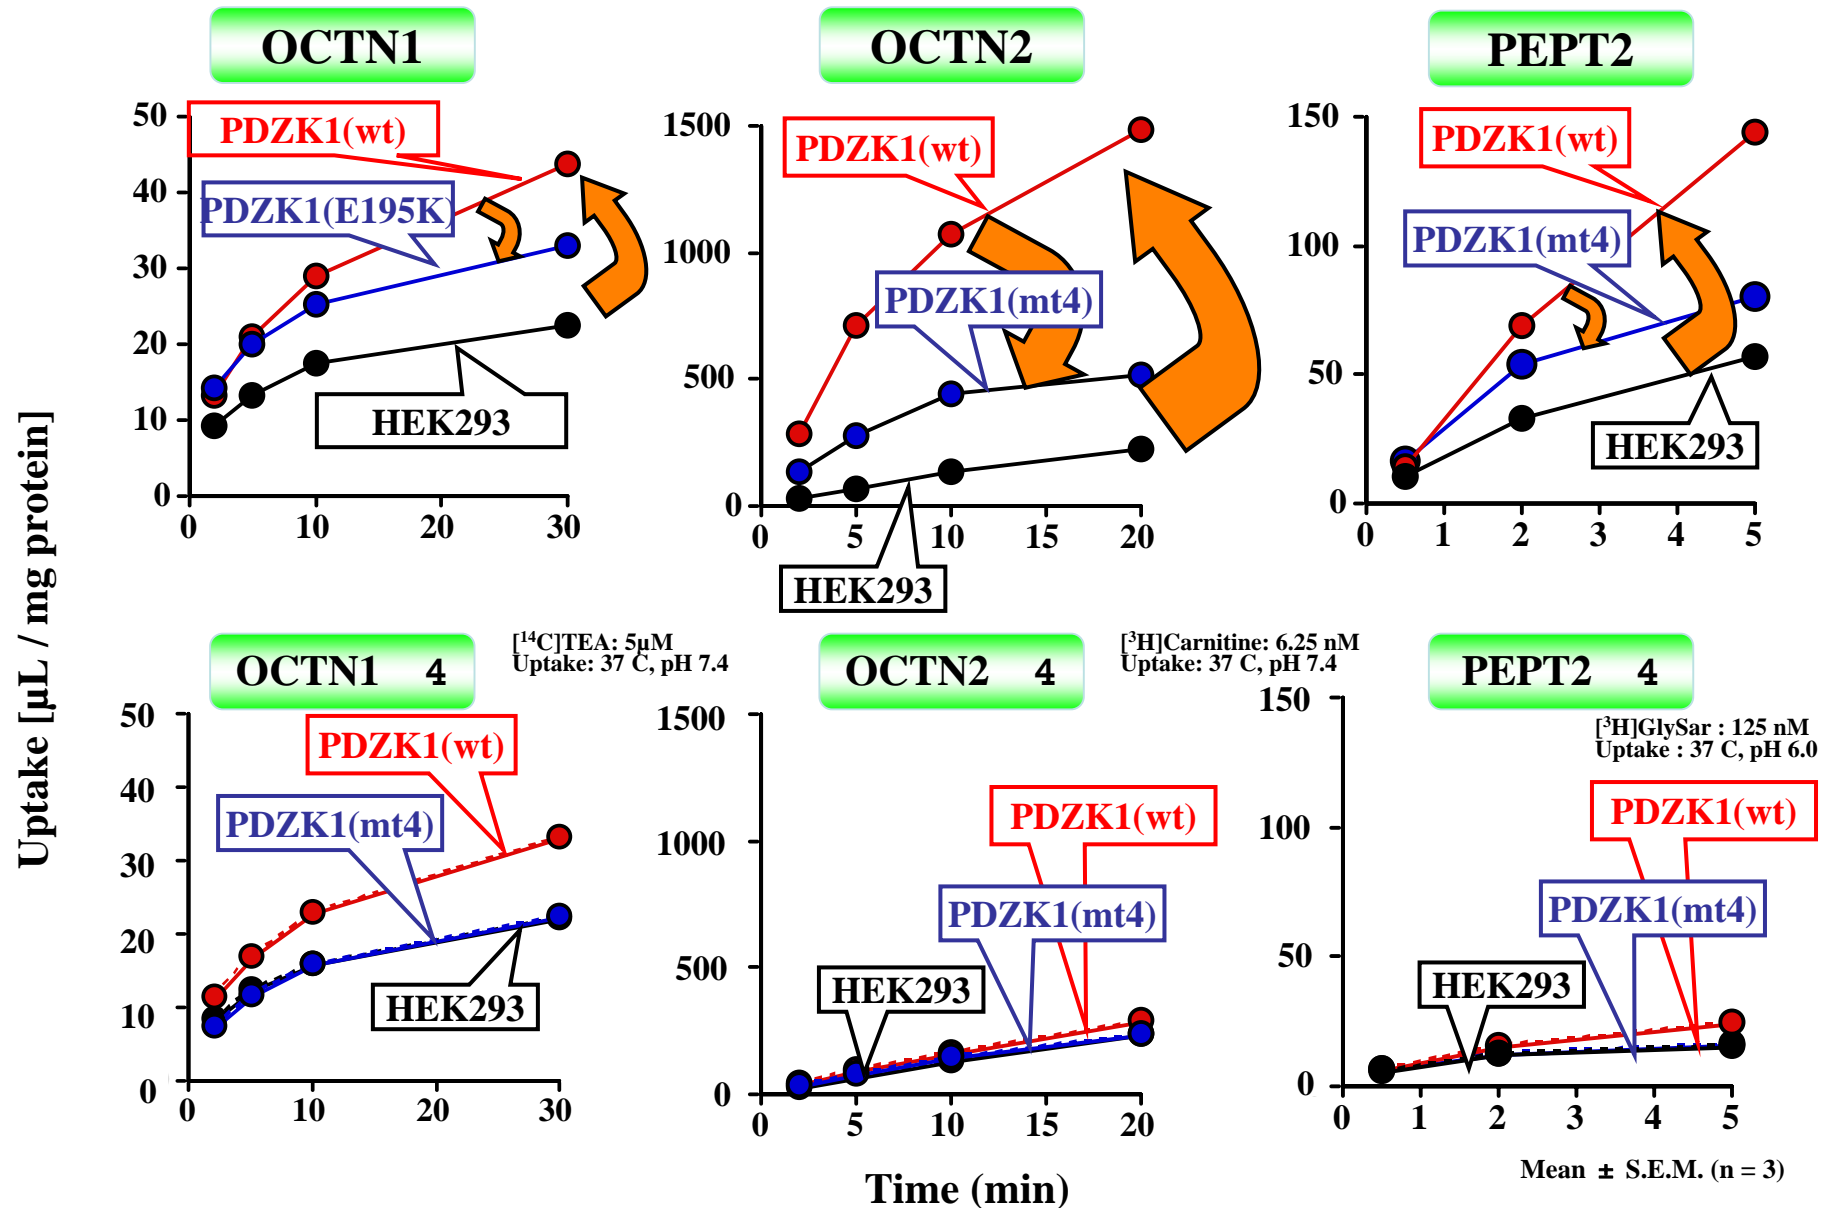 OCTN1
OCTN2
PEPT2
Uptake [µL / mg protein]
50
40
30
20
10
0
0
10
20
30
PDZK1(wt)
PDZK1(E195K)
HEK293
1500
1000
500
0
0
5
10
15
20
PDZK1(wt)
PDZK1(mt4)
HEK293
150
100
50
0
0
1
2
3
4
5
PDZK1(wt)
PDZK1(mt4)
HEK293
OCTN1 4
[14C]TEA: 5µM
Uptake: 37 C, pH 7.4
OCTN2 4
[3H]Carnitine: 6.25 nM
Uptake: 37 C, pH 7.4
PEPT2 4
[3H]GlySar : 125 nM
Uptake : 37 C, pH 6.0
50
40
30
20
10
0
0
10
20
30
PDZK1(wt)
PDZK1(mt4)
HEK293
1500
1000
500
0
0
5
10
15
20
PDZK1(wt)
PDZK1(mt4)
HEK293
150
100
50
0
0
1
2
3
4
5
PDZK1(wt)
PDZK1(mt4)
HEK293
Time (min)
Mean ± S.E.M. (n = 3)